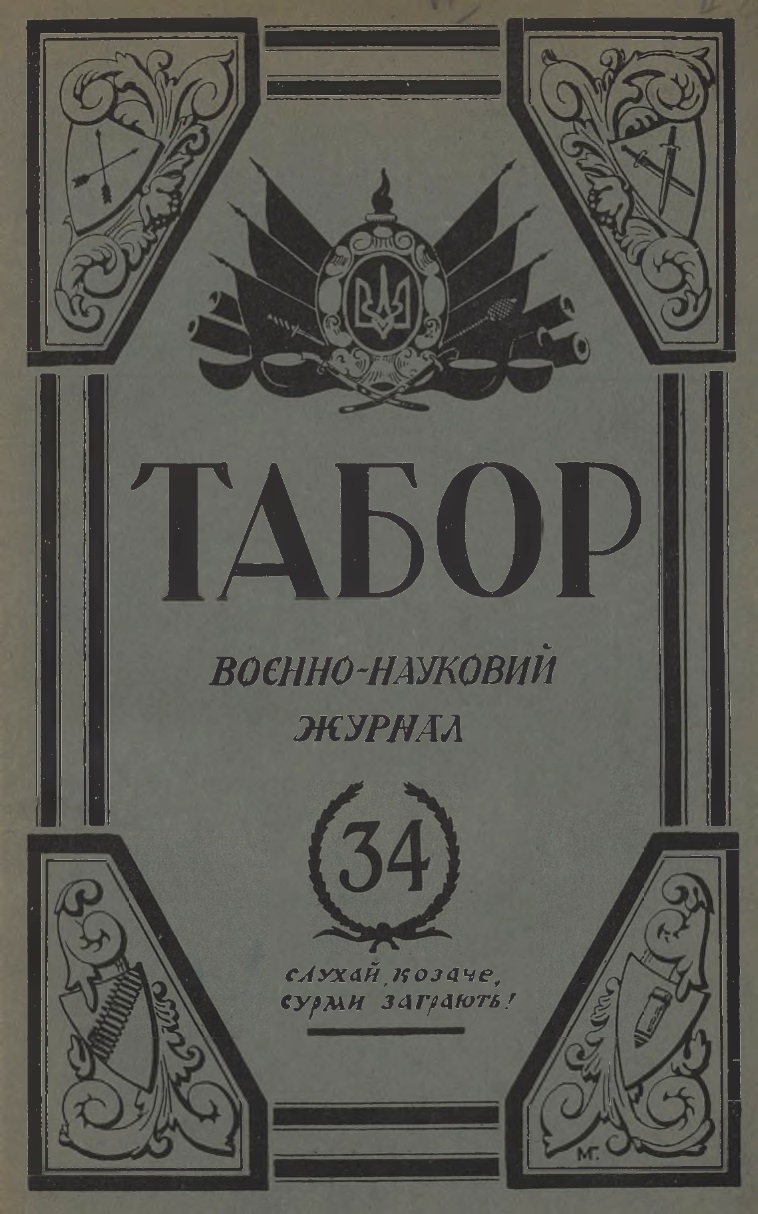 ТАБОР
ВОЄННО-НАУКОВИЙ
ЖУРНАЛ
34
слухай, козаче,
сурми заграють!
МГ.